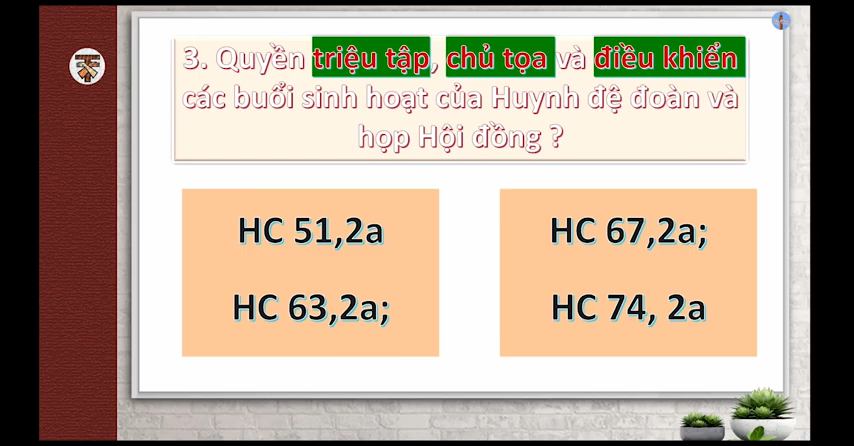 3. Quyền triệu tập, chủ tọa và điều khiển
các buổi sinh hoạt của Huynh đệ đoàn và
họp Hội đồng ?
HC 51,2a
HC 63,2a;
HC 67,2a;
HC 74, 2a